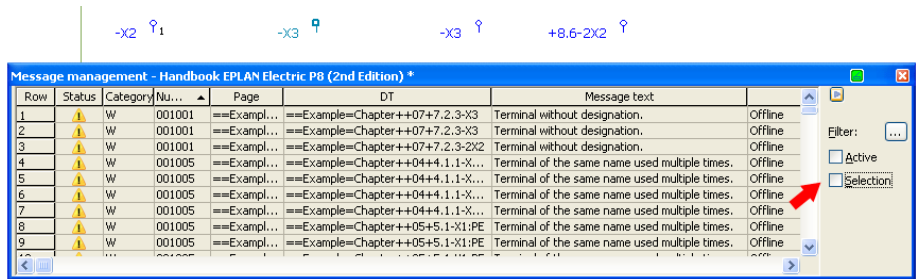 -X2 1 -X3 -X3 +8.6-2X2
Message management - Handbook EPLAN Electric P8 (2nd Edition) *
Row Status Category Nu... Page DT Message text
1 W 001001 ==Exampl... ==Example=Chapter++07+7.2.3-X3 Terminal without designation. Offline
2 W 001001 ==Exampl... ==Example=Chapter++07+7.2.3-X3 Terminal without designation. Offline
3 W 001001 ==Exampl... ==Example=Chapter++07+7.2.3-2X2 Terminal without designation. Offline
4 W 001005 ==Exampl... ==Example=Chapter++04+4.1.1-X... Terminal of the same name used multiple times. Offline
5 W 001005 ==Exampl... ==Example=Chapter++04+4.1.1-X... Terminal of the same name used multiple times. Offline
6 W 001005 ==Exampl... ==Example=Chapter++04+4.1.1-X... Terminal of the same name used multiple times. Offline
7 W 001005 ==Exampl... ==Example=Chapter++04+4.1.1-X... Terminal of the same name used multiple times. Offline
8 W 001005 ==Exampl... ==Example=Chapter++05+5.1-X1:PE Terminal of the same name used multiple times. Offline
9 W 001005 ==Exampl... ==Example=Chapter++05+5.1-X1:PE Terminal of the same name used multiple times. Offline
Filter: ...
Active
Selection